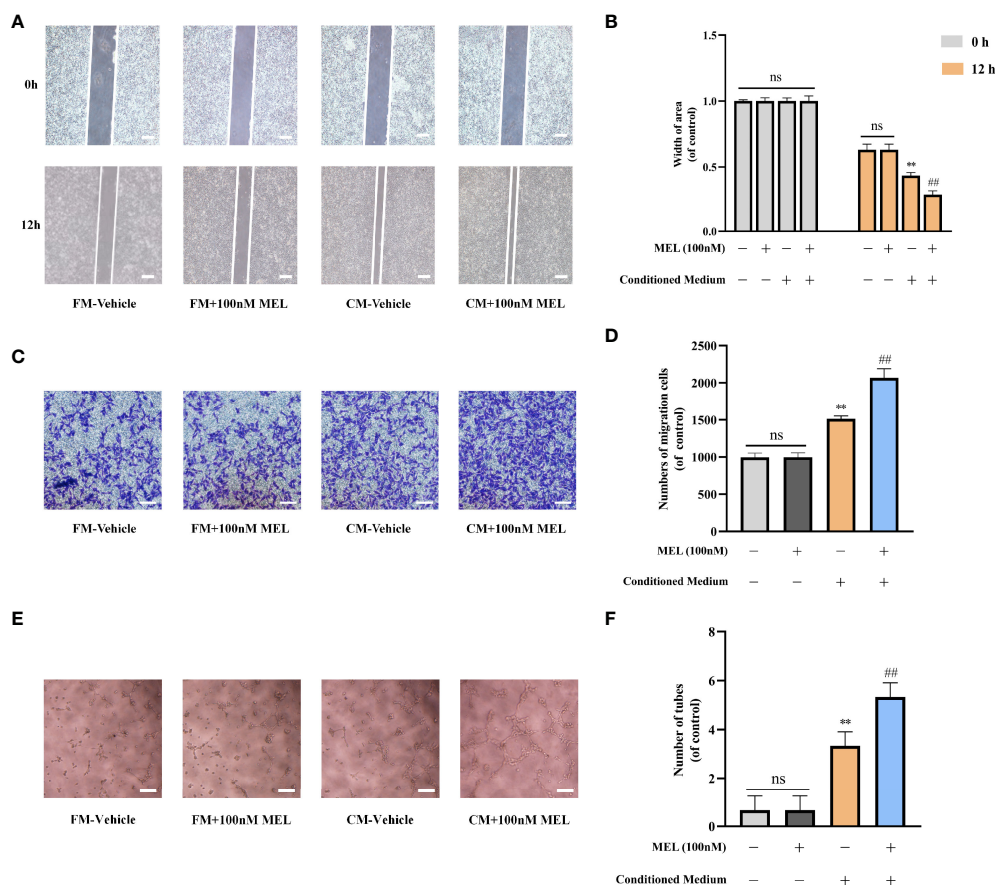 A
0h
12h
FM-Vehicle FM+100nM MEL CM-Vehicle CM+100nM MEL
B
1.5
1.0
0.5
0.0
Width of area
(of control)
0 h
12 h
ns
ns
**
##
MEL (100nM) − + − + − + − +
Conditioned Medium − − + + − − + +
C
FM-Vehicle FM+100nM MEL CM-Vehicle CM+100nM MEL
D
2500
2000
1500
1000
500
0
Numbers of migration cells
(of control)
ns
**
##
MEL (100nM) − + − +
Conditioned Medium − − + +
E
FM-Vehicle FM+100nM MEL CM-Vehicle CM+100nM MEL
F
8
6
4
2
0
Number of tubes
(of control)
ns
**
##
MEL (100nM) − + − +
Conditioned Medium − − + +